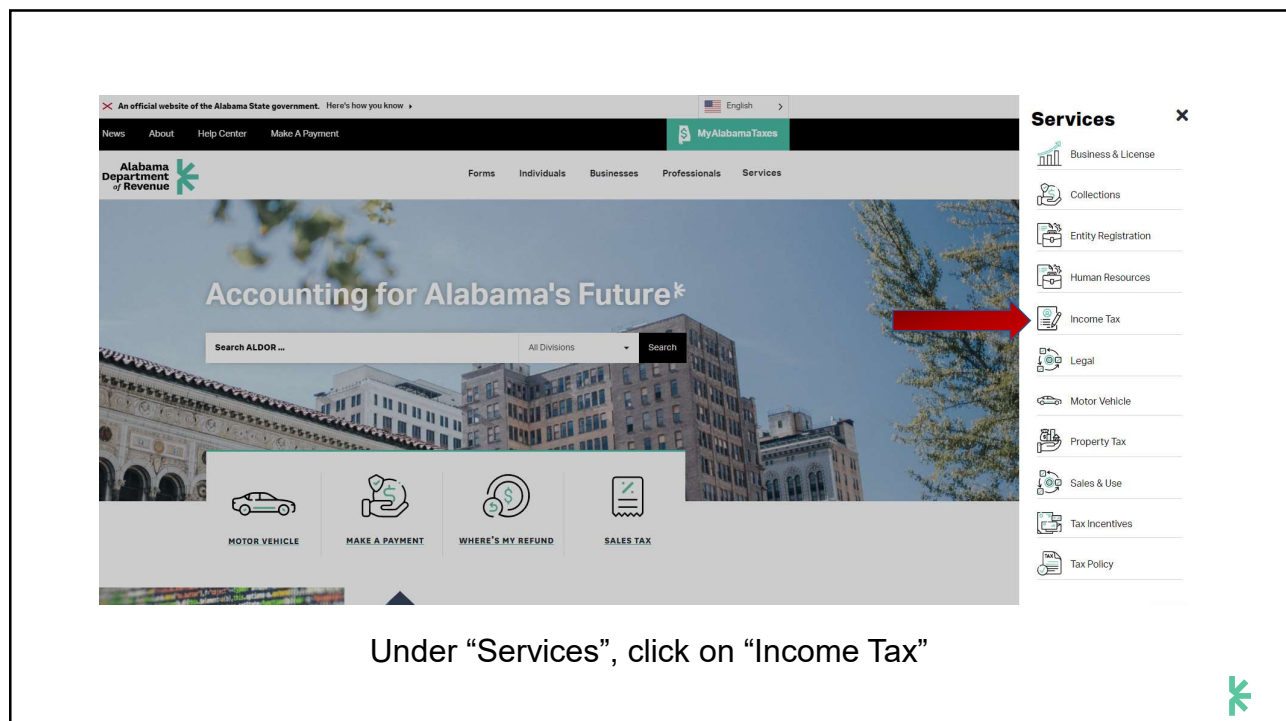 An official website of the Alabama State government. Here's how you know
English
News About Help Center Make A Payment
MyAlabamaTaxes
Alabama
Department
of Revenue
Forms Individuals Businesses Professionals Services
Accounting for Alabama's Future
Search ALDOR ...
All Divisions
Search
MOTOR VEHICLE
MAKE A PAYMENT
WHERE'S MY REFUND
SALES TAX
Services
Business & License
Collections
Entity Registration
Human Resources
Income Tax
Legal
Motor Vehicle
Property Tax
Sales & Use
Tax Incentives
TAX
Tax Policy
Under “Services”, click on “Income Tax”